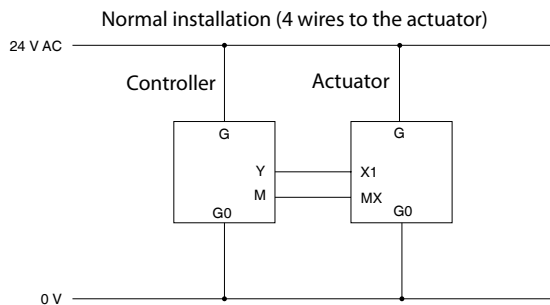 Normal installation (4 wires to the actuator)
24 V AC
Controller Actuator
G G
Y X1
M MX
G0 G0
0 V